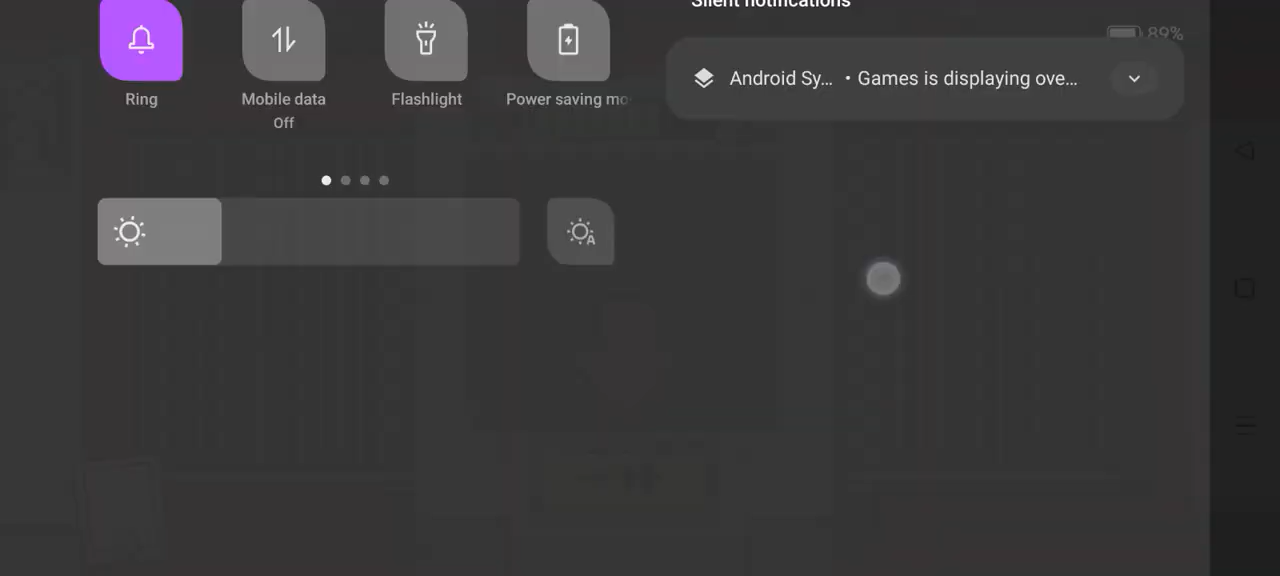 Silent notifications
89%
Android Sy... • Games is displaying ove...
Ring
Mobile data
Off
Flashlight
Power saving mo
A